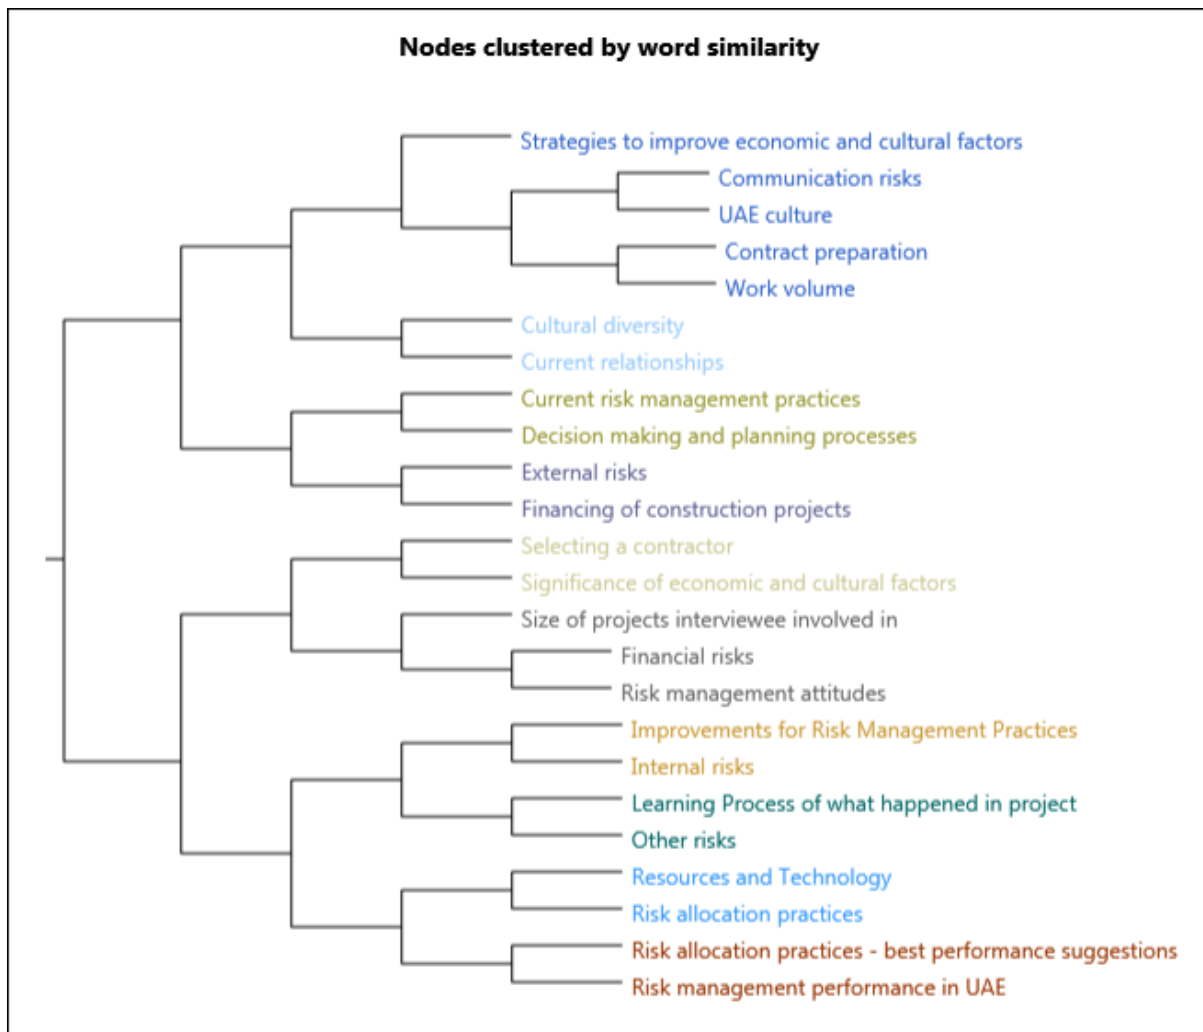 Nodes clustered by word similarity
Strategies to improve economic and cultural factors
Communication risks
UAE culture
Contract preparation
Work volume
Cultural diversity
Current relationships
Current risk management practices
Decision making and planning processes
External risks
Financing of construction projects
Selecting a contractor
Significance of economic and cultural factors
Size of projects interviewee involved in
Financial risks
Risk management attitudes
Improvements for Risk Management Practices
Internal risks
Learning Process of what happened in project
Other risks
Resources and Technology
Risk allocation practices
Risk allocation practices - best performance suggestions
Risk management performance in UAE